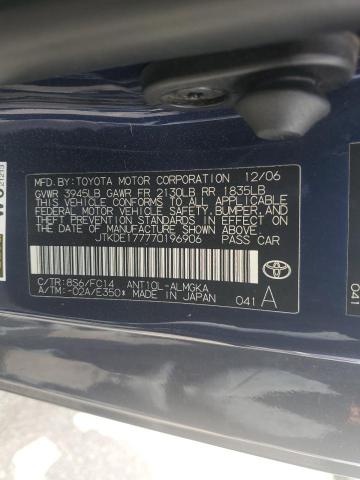 MFD. BY: TOYOTA MOTOR CORPORATION 12/06
GVWR 3945LB GAWR FR 2130LB RR 1835LB
THIS VEHICLE CONFORMS TO ALL APPLICABLE
FEDERAL MOTOR VEHICLE SAFETY, BUMPER, AND
THEFT PREVENTION STANDARDS IN EFFECT ON
THE DATE OF MANUFACTURE SHOWN ABOVE.
JTKDE177770196906 PASS CAR
C/TR: 8S6/FC14 ANT10L-ALMGKA
A/TM: -02A/E350* MADE IN JAPAN 041 A